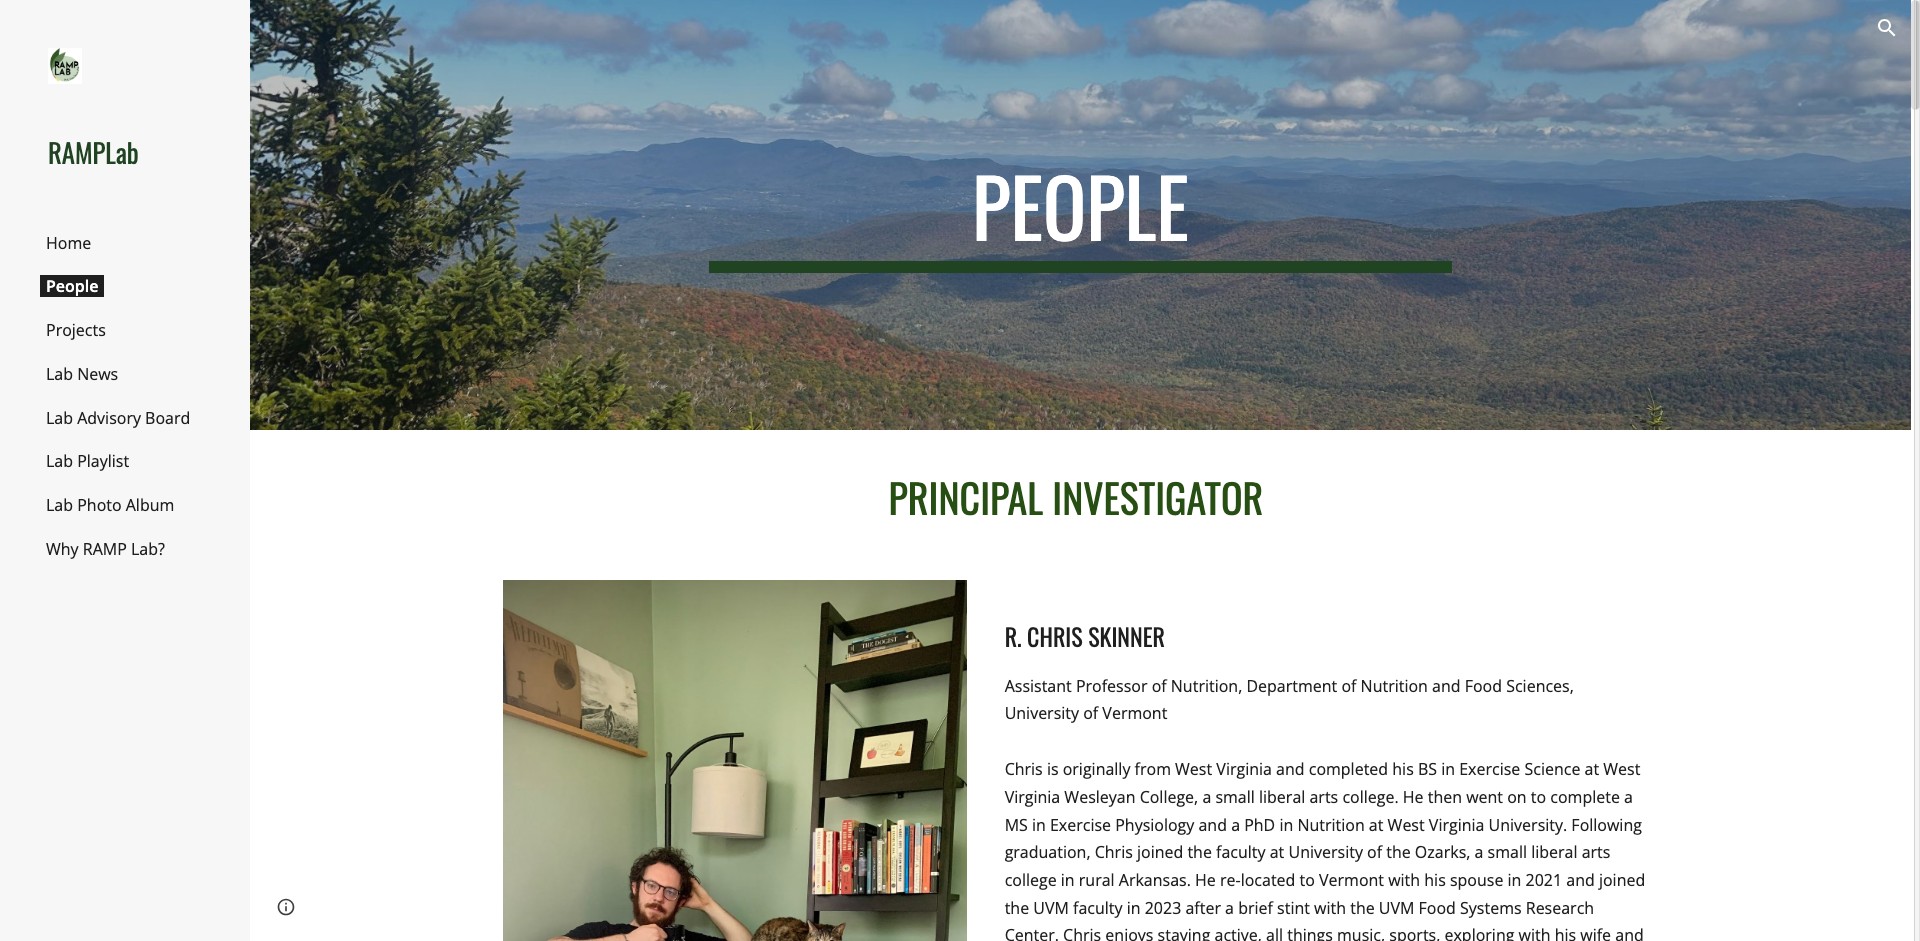 RAMP
LAB
RAMPLab
Home
People
Projects
Lab News
Lab Advisory Board
Lab Playlist
Lab Photo Album
Why RAMP Lab?
PEOPLE
PRINCIPAL INVESTIGATOR
THE DOGIST
R. CHRIS SKINNER
Assistant Professor of Nutrition, Department of Nutrition and Food Sciences,
University of Vermont
Chris is originally from West Virginia and completed his BS in Exercise Science at West
Virginia Wesleyan College, a small liberal arts college. He then went on to complete a
MS in Exercise Physiology and a PhD in Nutrition at West Virginia University. Following
graduation, Chris joined the faculty at University of the Ozarks, a small liberal arts
college in rural Arkansas. He re-located to Vermont with his spouse in 2021 and joined
the UVM faculty in 2023 after a brief stint with the UVM Food Systems Research
Center. Chris enjoys staying active, all things music, sports, exploring with his wife and